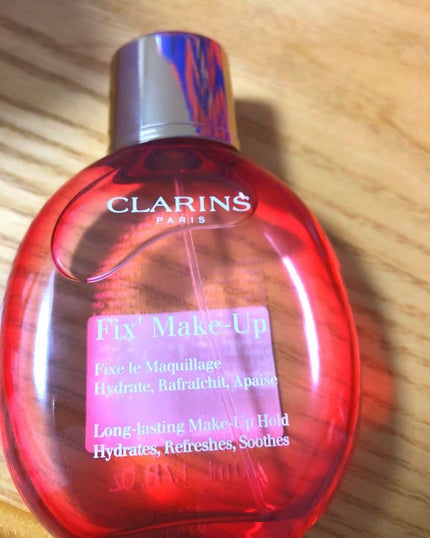 CLARINS
PARIS
Fix' Make-Up
Fixe le Maquillage
Hydrate, Rafraîchit, Apaise
Long-lasting Make-Up Hold
Hydrates, Refreshes, Soothes